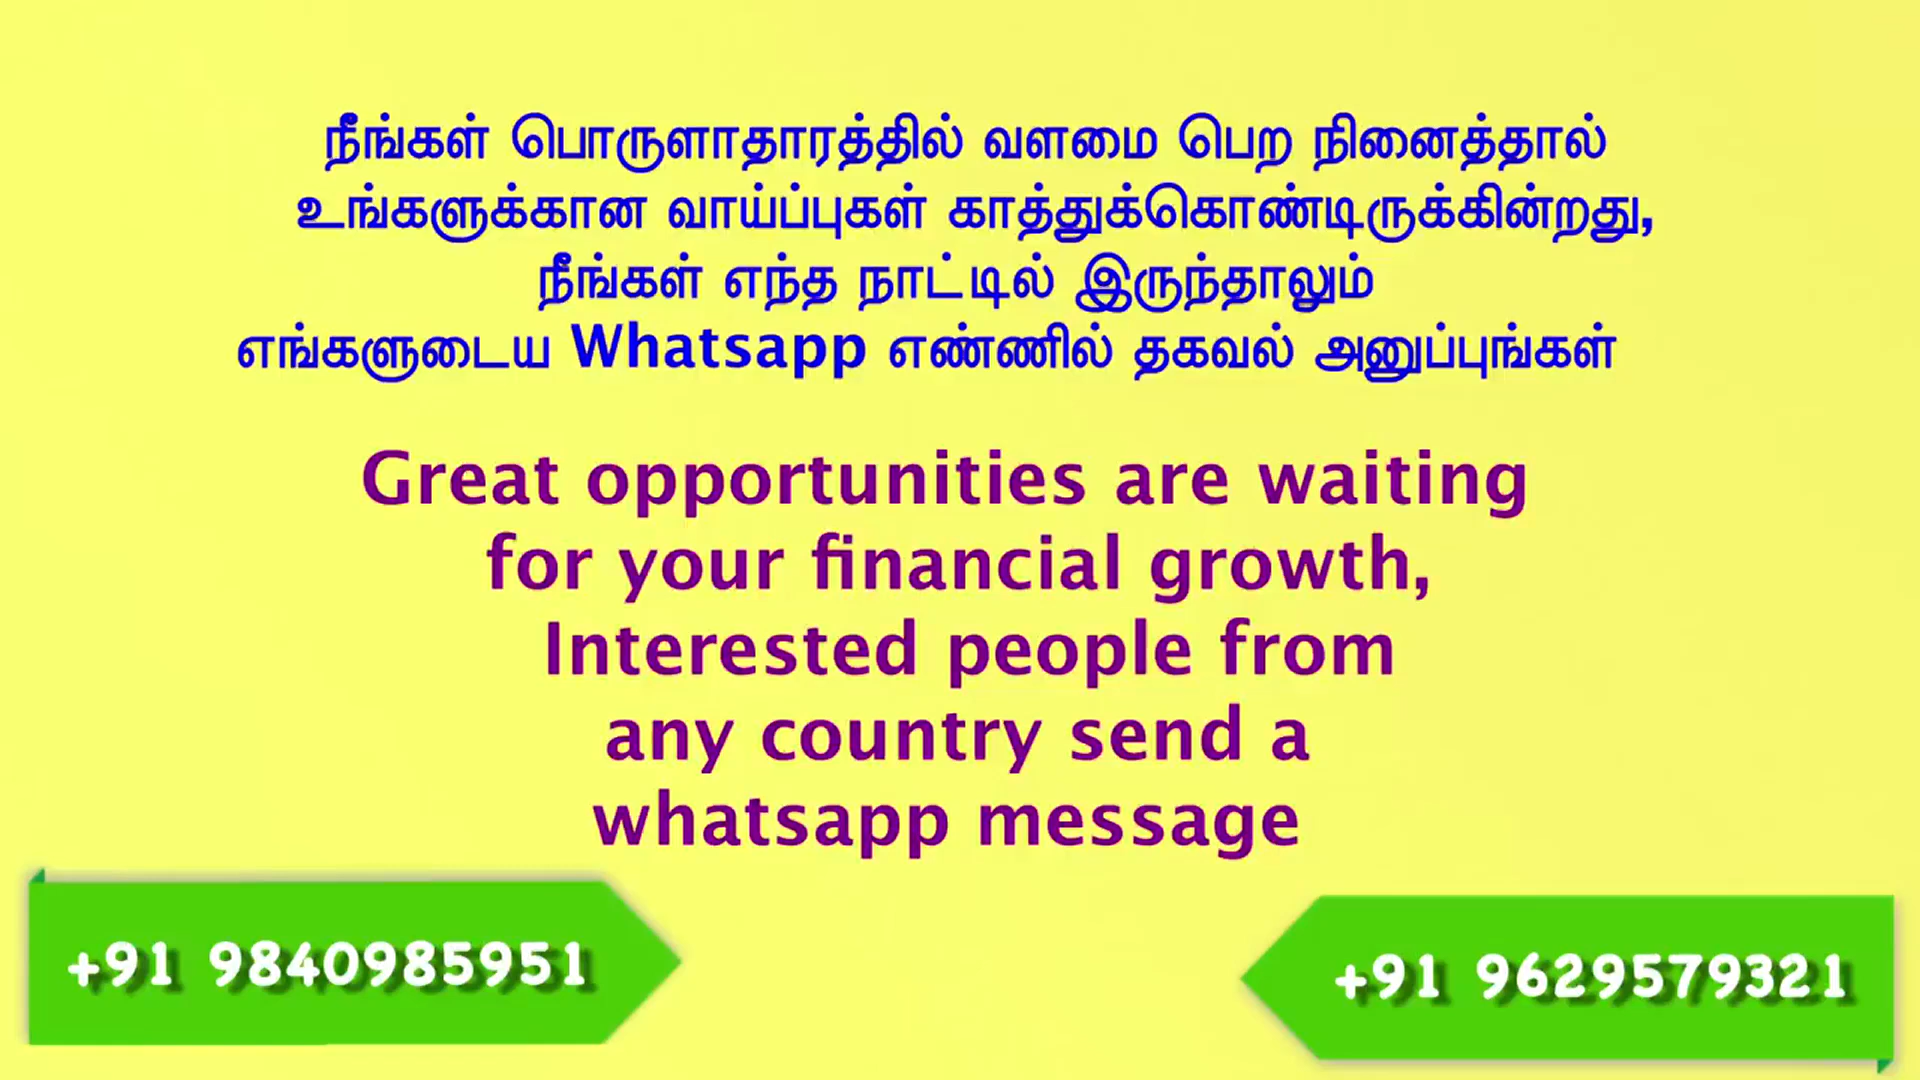 நீங்கள் பொருளாதாரத்தில் வளமை பெற நினைத்தால்
உங்களுக்கான வாய்ப்புகள் காத்துக்கொண்டிருக்கின்றது,
நீங்கள் எந்த நாட்டில் இருந்தாலும்
எங்களுடைய Whatsapp எண்ணில் தகவல் அனுப்புங்கள்
Great opportunities are waiting
for your financial growth,
Interested people from
any country send a
whatsapp message
+91 9840985951
+91 9629579321